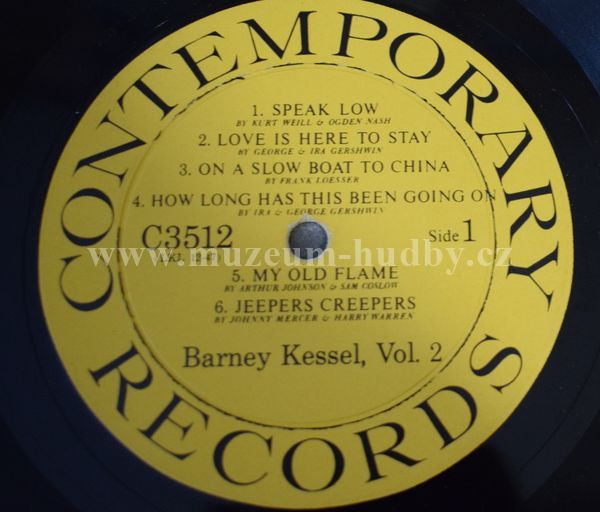 CONTEMPORARY
1. SPEAK LOW
BY KURT WEILL & OGDEN NASH
2. LOVE IS HERE TO STAY
BY GEORGE & IRA GERSHWIN
3. ON A SLOW BOAT TO CHINA
BY FRANK LOESSER
4. HOW LONG HAS THIS BEEN GOING ON
BY IRA & GEORGE GERSHWIN
C3512
Side 1
www.muzeum-hudby.cz
5. MY OLD FLAME
BY ARTHUR JOHNSON & SAM COSLOW
6. JEEPERS CREEPERS
BY JOHNNY MERCER & HARRY WARREN
Barney Kessel, Vol. 2
RECORDS